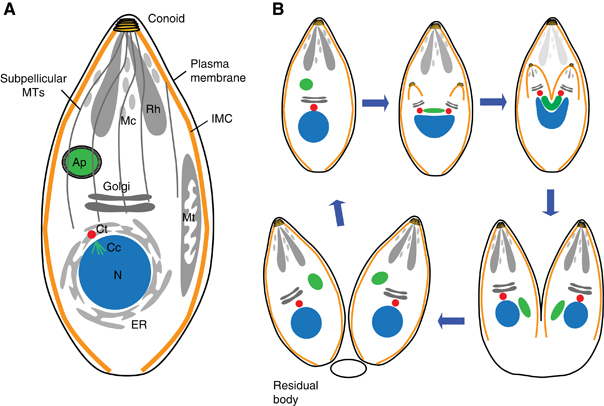 A
Conoid
Subpellicular
MTs
Plasma
membrane
Rh
Mc
IMC
Ap
Golgi
Mt
Ct
Cc
N
ER
B
Residual
body